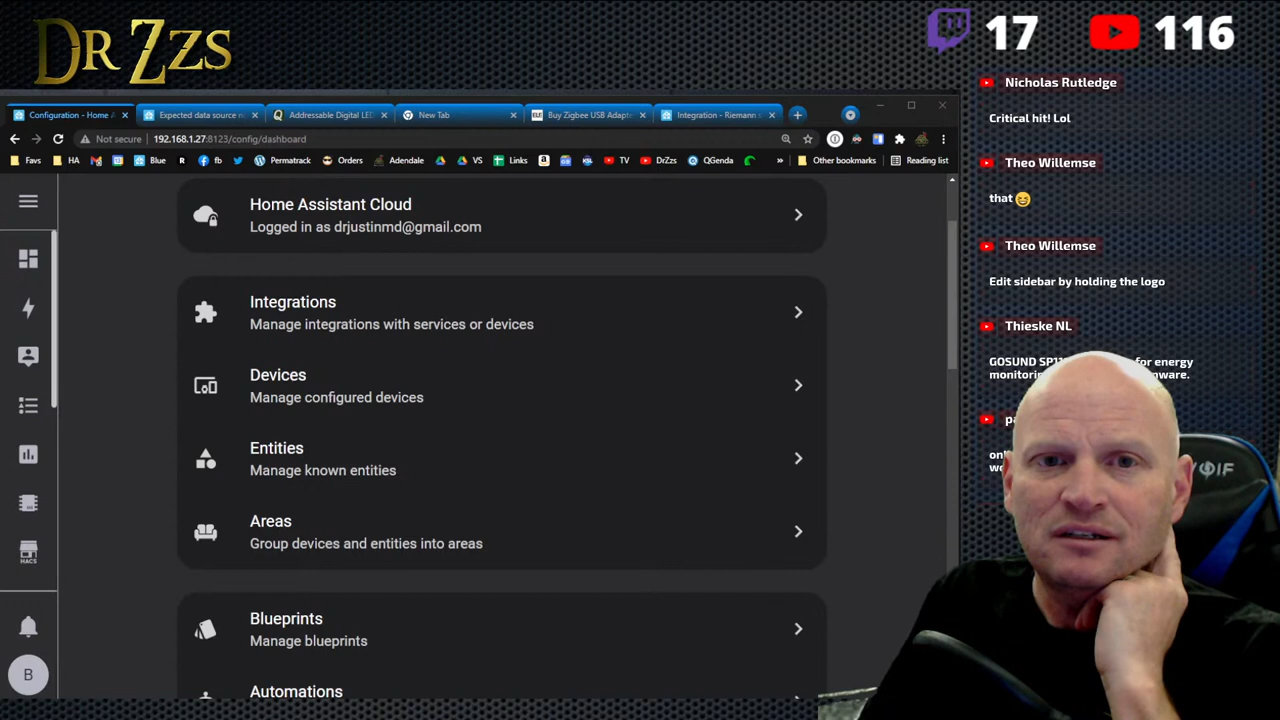 DR ZZS
17
116
Configuration - Home A
Expected data source n
Addressable Digital LED
New Tab
Buy Zigbee USB Adapte
Integration - Riemann s
Not secure
192.168.1.27:8123/config/dashboard
Favs
HA
Blue
R
fb
Permatrack
Orders
Adendale
VS
Links
TV
DrZzs
QGenda
Other bookmarks
Reading list
Home Assistant Cloud
Logged in as drjustinmd@gmail.com
Integrations
Manage integrations with services or devices
Devices
Manage configured devices
Entities
Manage known entities
Areas
Group devices and entities into areas
Blueprints
Manage blueprints
Automations
HACS
B
Nicholas Rutledge
Critical hit! Lol
Theo Willemse
that 😆
Theo Willemse
Edit sidebar by holding the logo
Thieske NL
GOSUND for energy